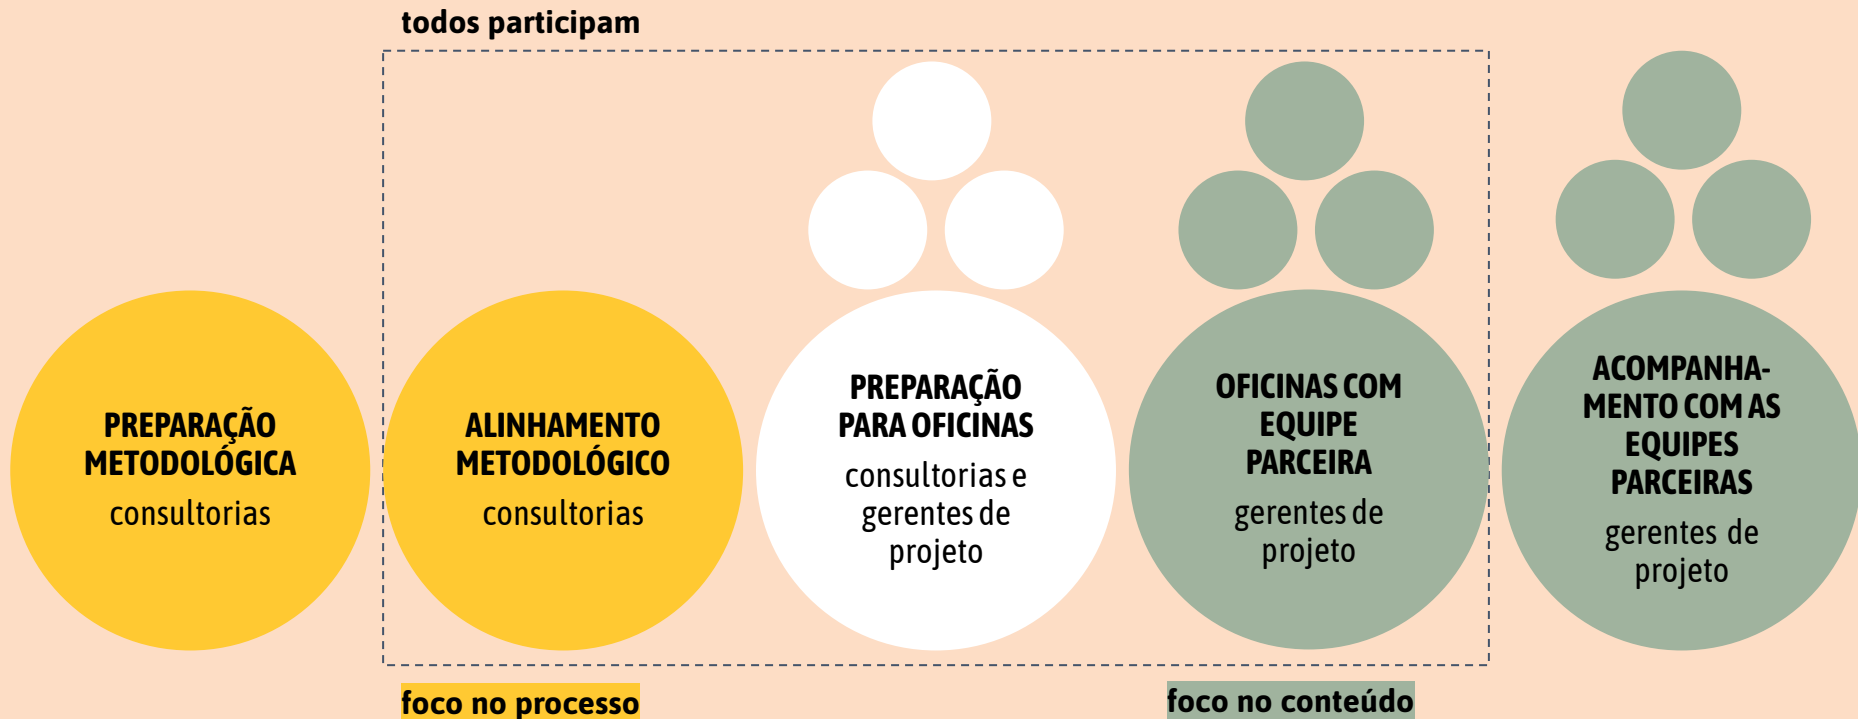 todos participam
PREPARAÇÃO
METODOLÓGICA
consultorias
ALINHAMENTO
METODOLÓGICO
consultorias
PREPARAÇÃO
PARA OFICINAS
consultorias e
gerentes de
projeto
OFICINAS COM
EQUIPE
PARCEIRA
gerentes de
projeto
ACOMPANHA-
MENTO COM AS
EQUIPES
PARCEIRAS
gerentes de
projeto
foco no processo
foco no conteúdo